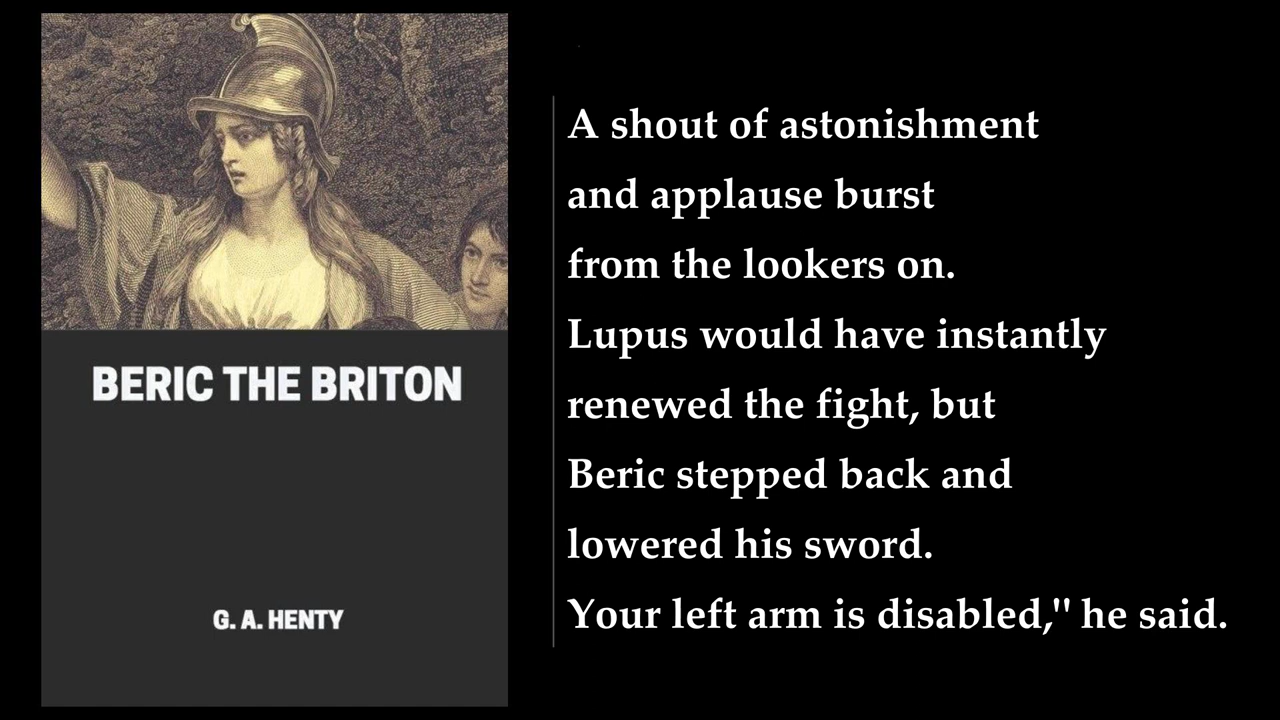 BERIC THE BRITON
G. A. HENTY
A shout of astonishment
and applause burst
from the lookers on.
Lupus would have instantly
renewed the fight, but
Beric stepped back and
lowered his sword.
Your left arm is disabled," he said.